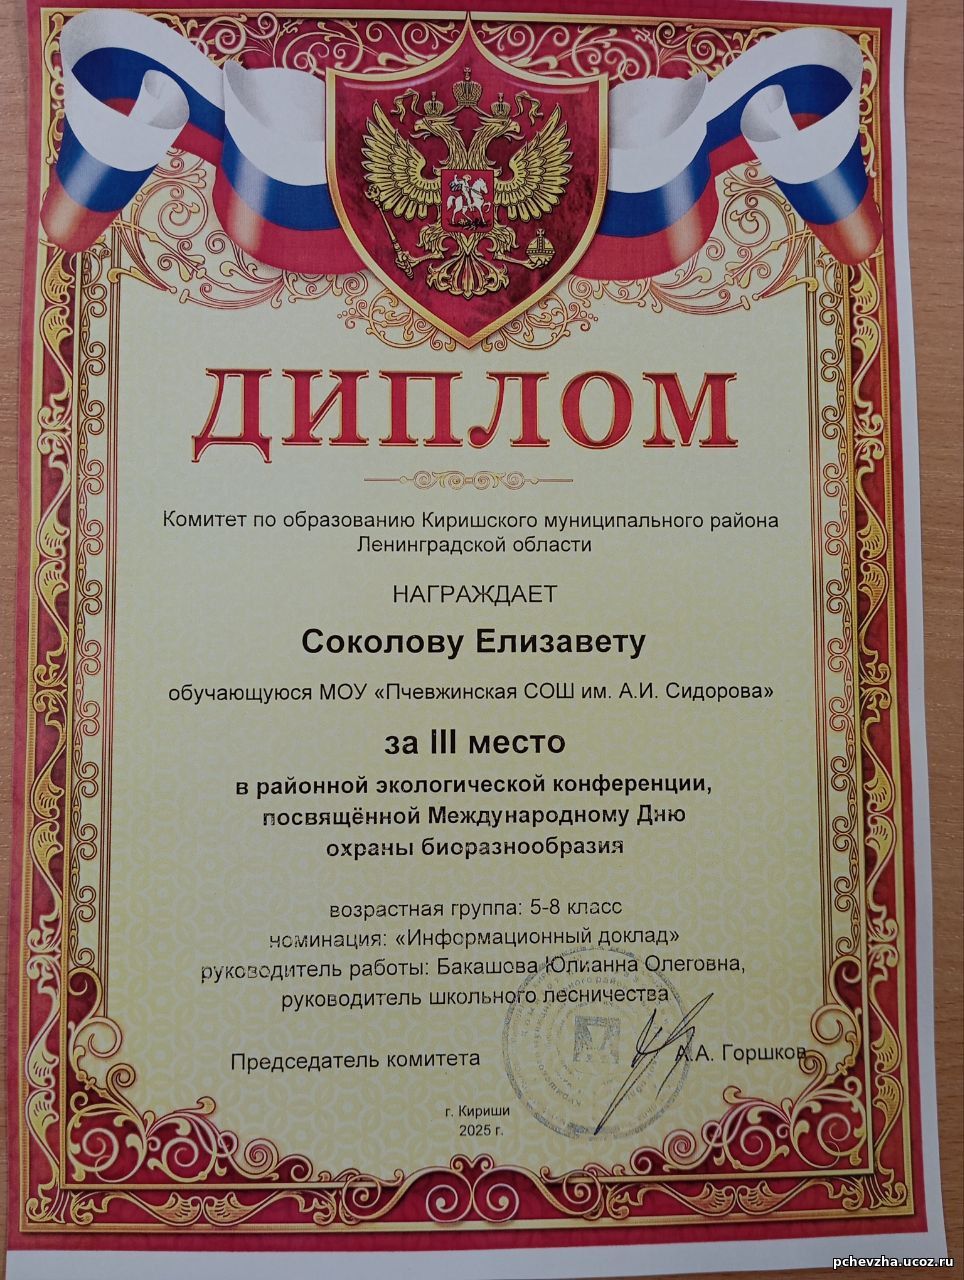 ДИПЛОМ
Комитет по образованию Киришского муниципального района
Ленинградской области
НАГРАЖДАЕТ
Соколову Елизавету
обучающуюся МОУ «Пчевжинская СОШ им. А.И. Сидорова»
за III место
в районной экологической конференции,
посвящённой Международному Дню
охраны биоразнообразия
возрастная группа: 5-8 класс
номинация: «Информационный доклад»
руководитель работы: Бакашова Юлианна Олеговна,
руководитель школьного лесничества
Председатель комитета А.А. Горшков
г. Кириши
2025 г.
pchevzha.ucoz.ru